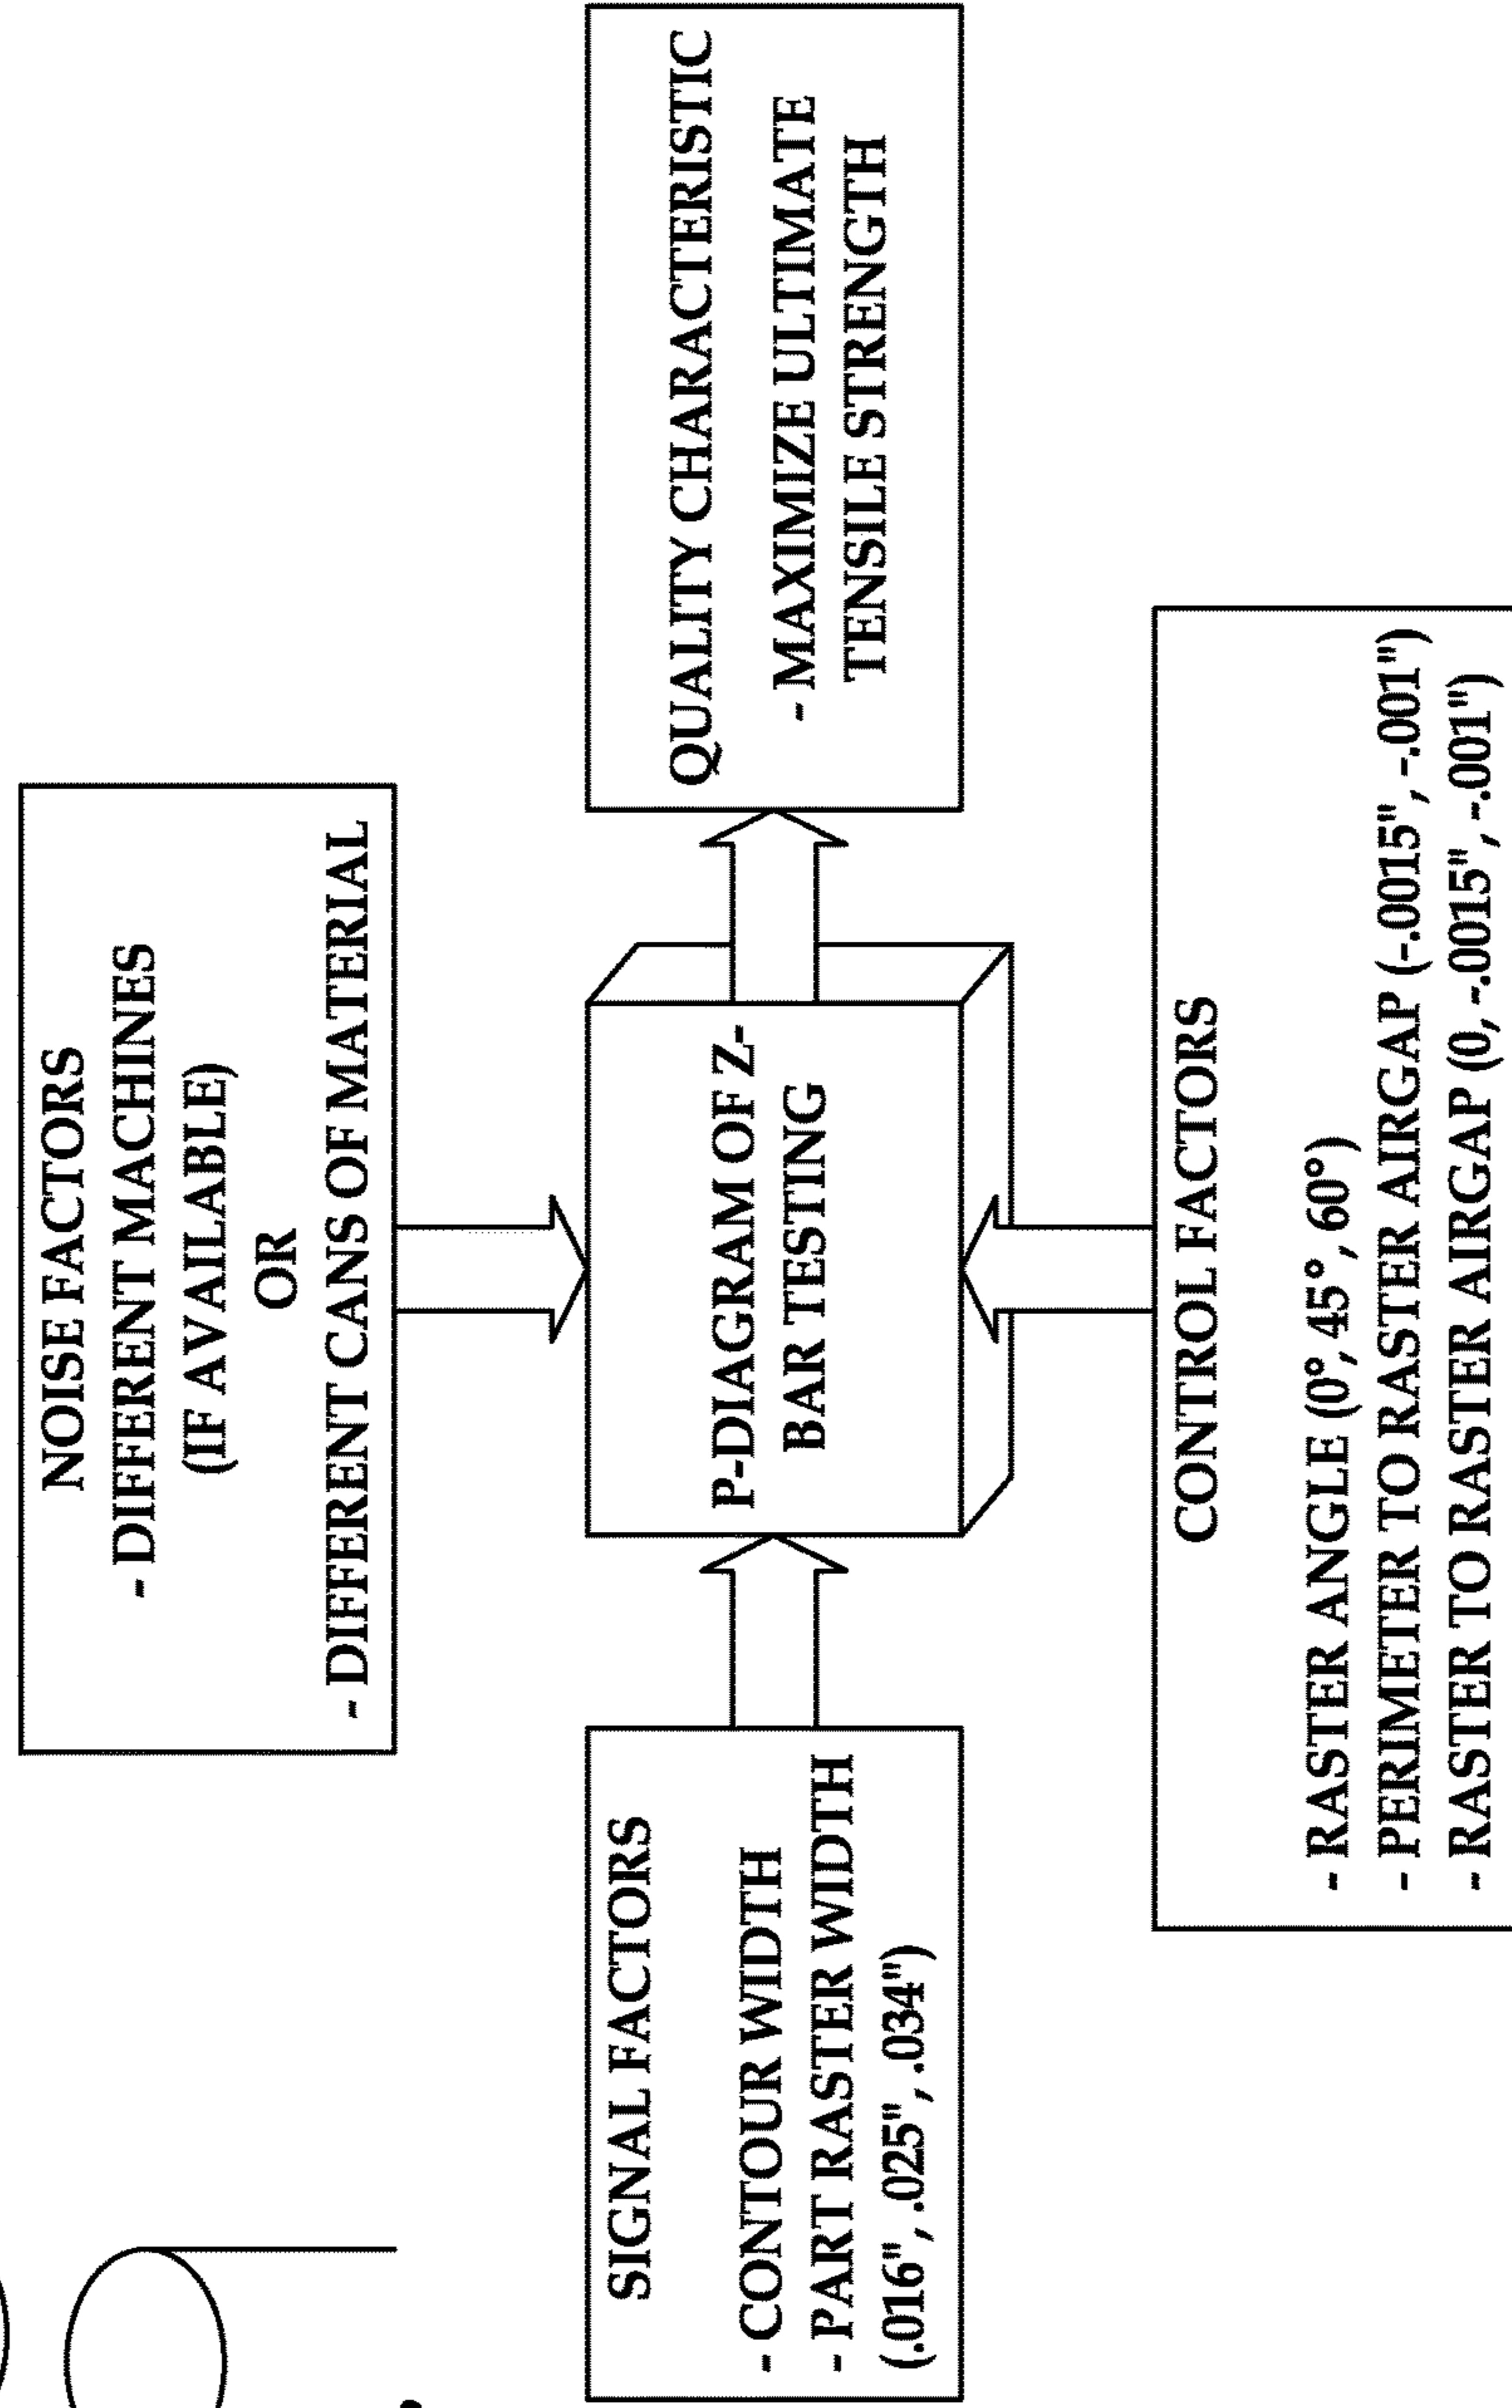 NOISE FACTORS
- DIFFERENT MACHINES
(IF AVAILABLE)
OR
- DIFFERENT CANS OF MATERIAL
SIGNAL FACTORS
- CONTOUR WIDTH
- PART RASTER WIDTH
(.016", .025", .034")
P-DIAGRAM OF Z-
BAR TESTING
QUALITY CHARACTERISTIC
- MAXIMIZE ULTIMATE
TENSILE STRENGTH
CONTROL FACTORS
- RASTER ANGLE (0°, 45°, 60°)
- PERIMETER TO RASTER AIRGAP (-.0015", -.001")
- RASTER TO RASTER AIRGAP (0, -.0015", -.001")